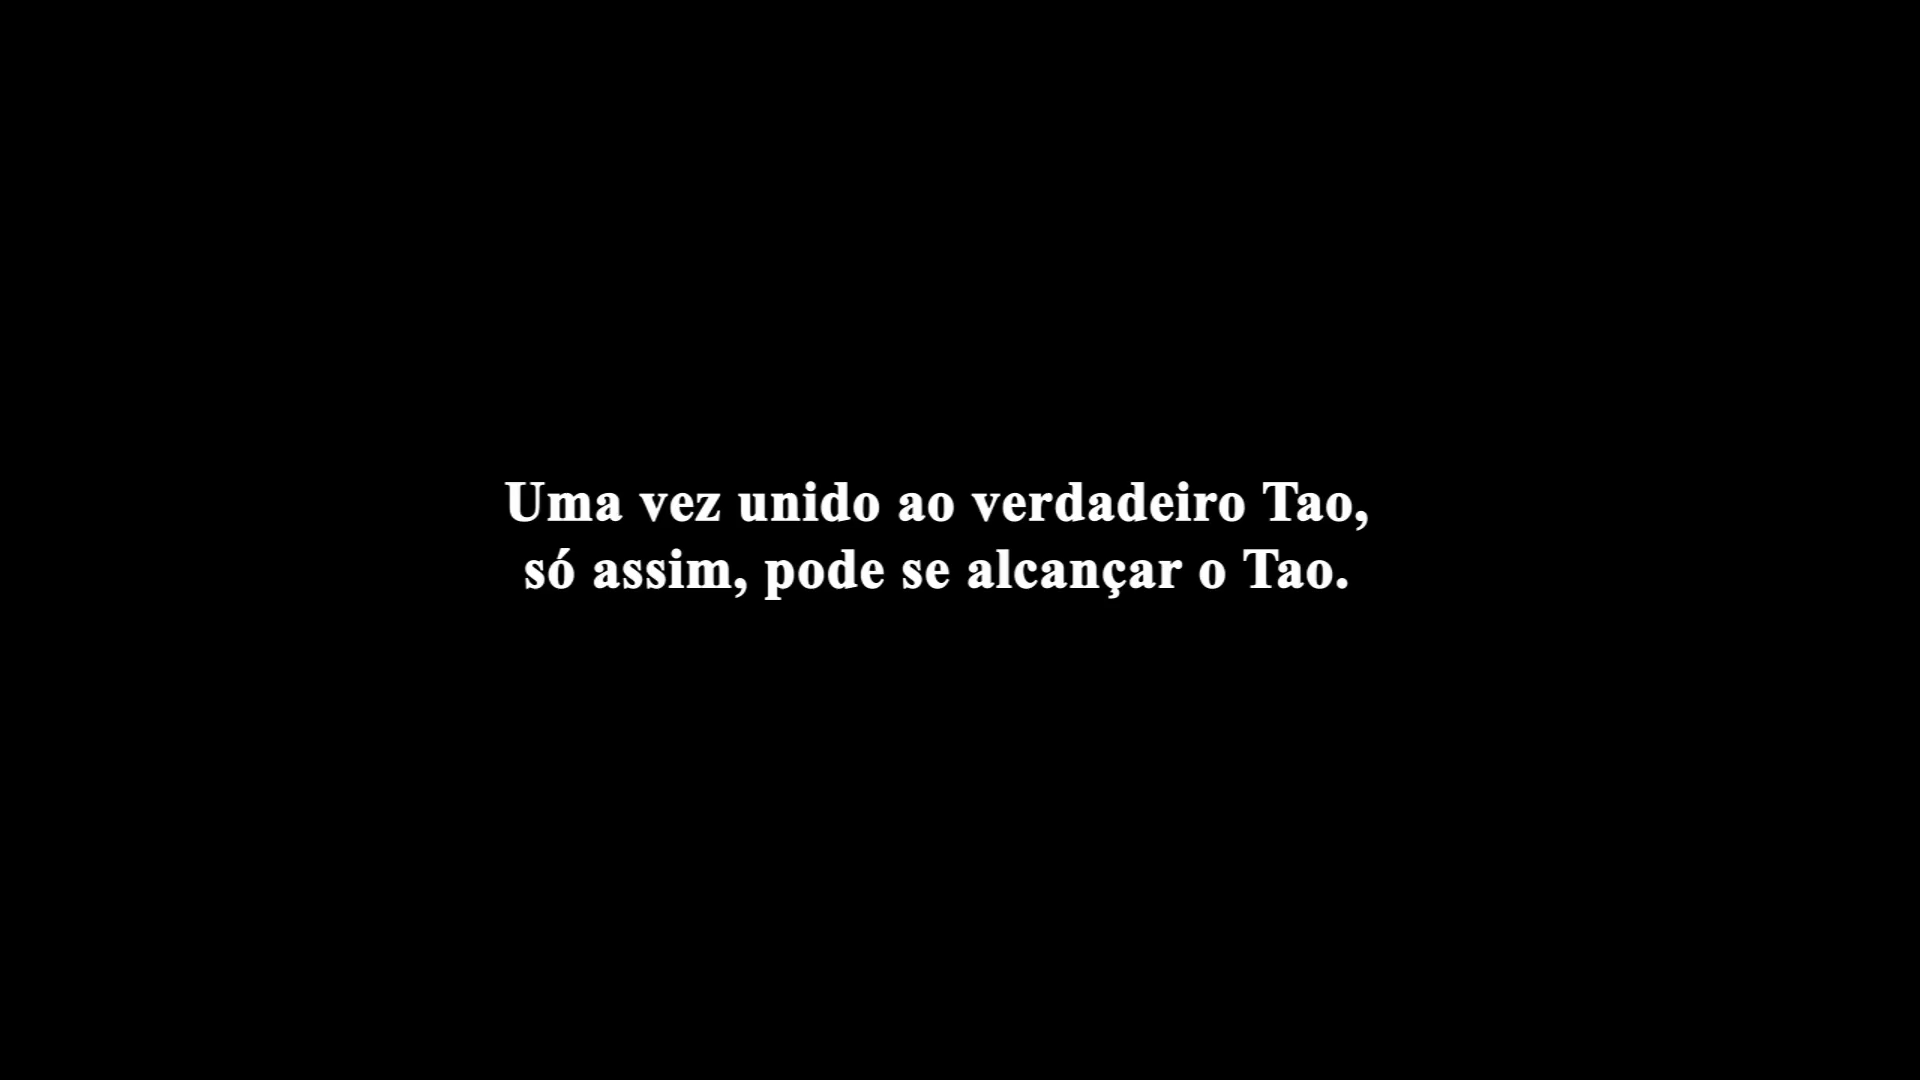 Uma vez unido ao verdadeiro Tao,
só assim, pode se alcançar o Tao.